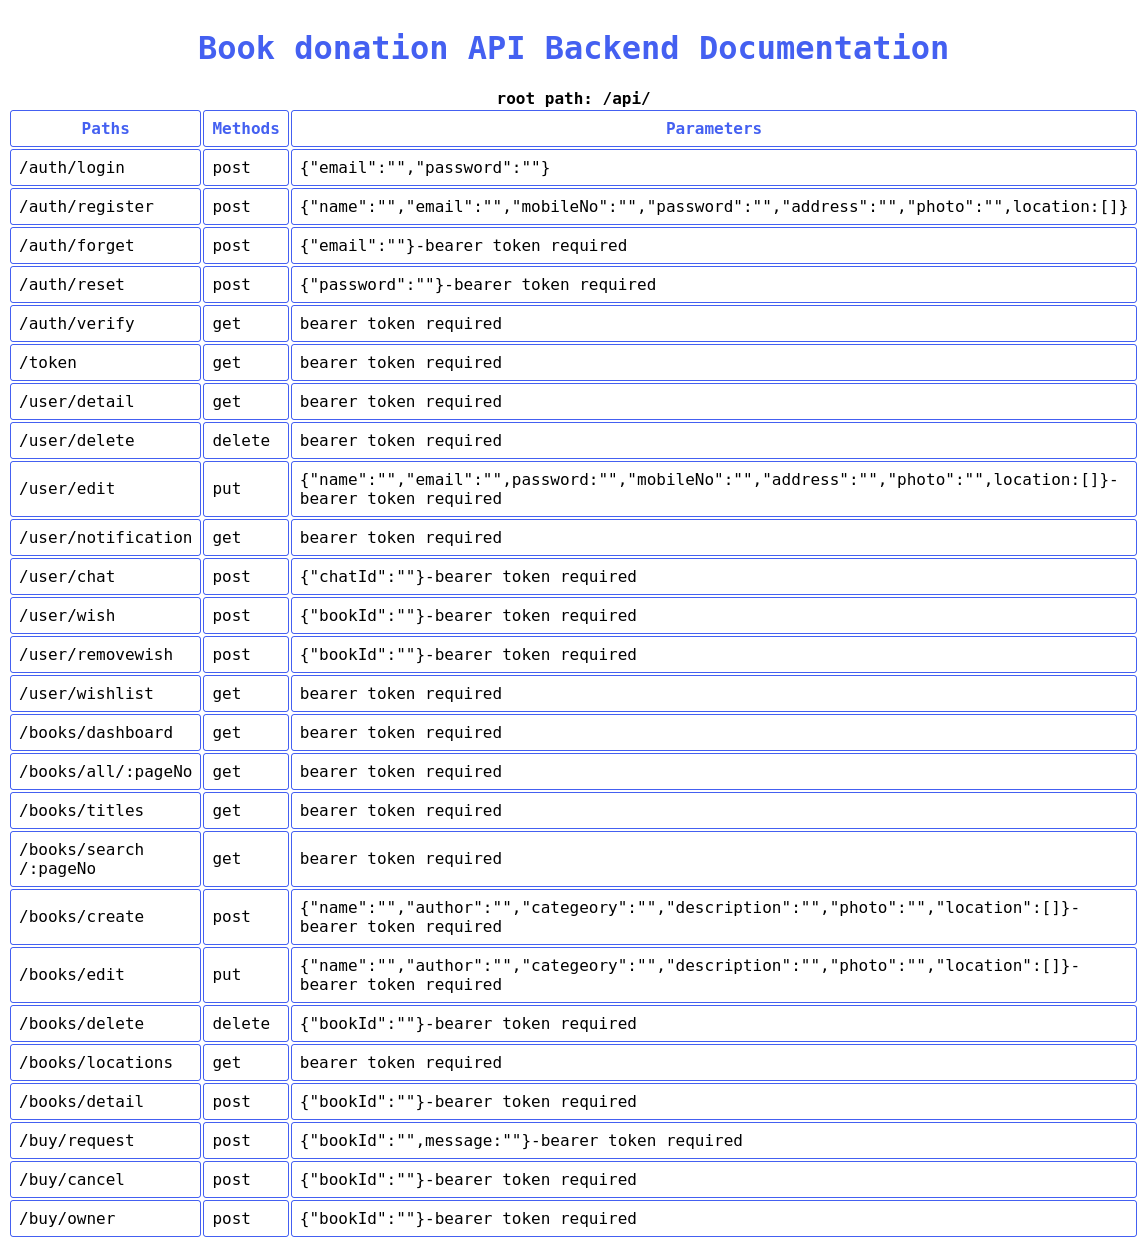 Book donation API Backend Documentation
root path: /api/
Paths Methods Parameters
/auth/login post {"email":"","password":""}
/auth/register post {"name":"","email":"","mobileNo":"","password":"","address":"","photo":"",location:[]}
/auth/forget post {"email":""}-bearer token required
/auth/reset post {"password":""}-bearer token required
/auth/verify get bearer token required
/token get bearer token required
/user/detail get bearer token required
/user/delete delete bearer token required
/user/edit put {"name":"","email":"",password:"","mobileNo":"","address":"","photo":"",location:[]}-
bearer token required
/user/notification get bearer token required
/user/chat post {"chatId":""}-bearer token required
/user/wish post {"bookId":""}-bearer token required
/user/removewish post {"bookId":""}-bearer token required
/user/wishlist get bearer token required
/books/dashboard get bearer token required
/books/all/:pageNo get bearer token required
/books/titles get bearer token required
/books/search
/:pageNo get bearer token required
/books/create post {"name":"","author":"","categeory":"","description":"","photo":"","location":[]}-
bearer token required
/books/edit put {"name":"","author":"","categeory":"","description":"","photo":"","location":[]}-
bearer token required
/books/delete delete {"bookId":""}-bearer token required
/books/locations get bearer token required
/books/detail post {"bookId":""}-bearer token required
/buy/request post {"bookId":"",message:""}-bearer token required
/buy/cancel post {"bookId":""}-bearer token required
/buy/owner post {"bookId":""}-bearer token required